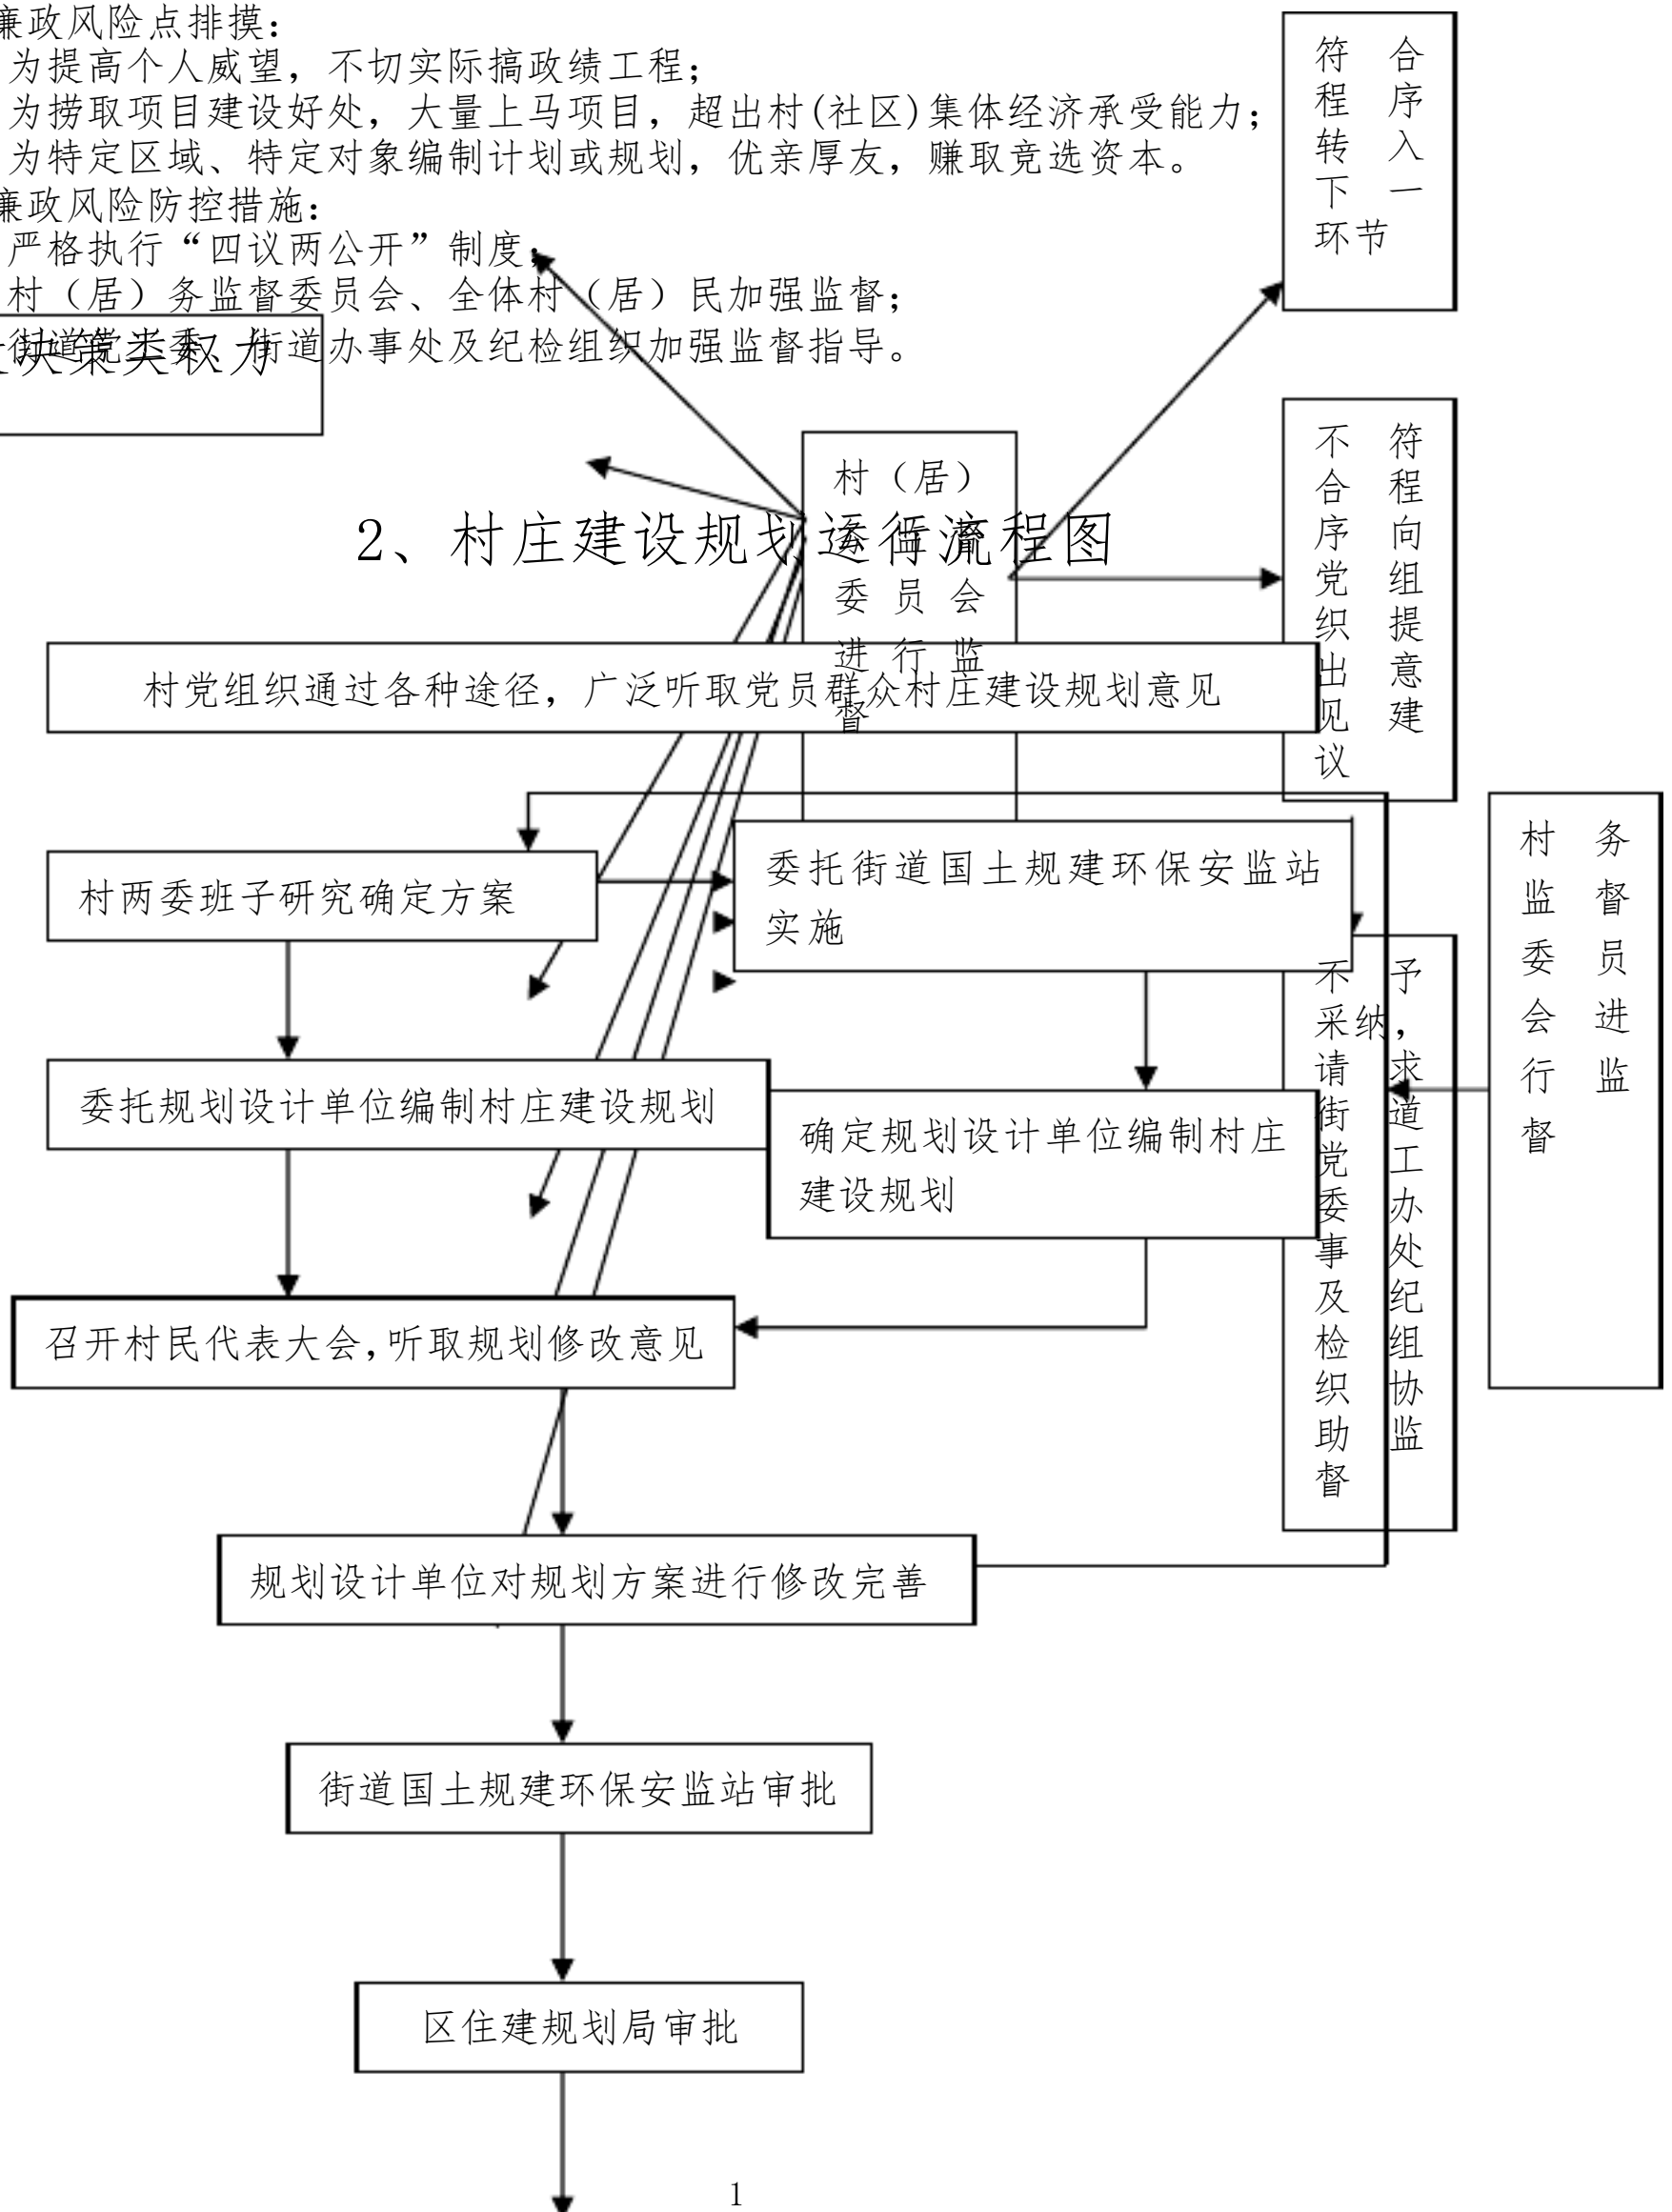 廉政风险点排摸：
为提高个人威望，不切实际搞政绩工程；
为捞取项目建设好处，大量上马项目，超出村(社区)集体经济承受能力；
为特定区域、特定对象编制计划或规划，优亲厚友，赚取竞选资本。
廉政风险防控措施：
严格执行“四议两公开”制度；
村（居）务监督委员会、全体村（居）民加强监督；
街道党工委、街道办事处及纪检组织加强监督指导。
决策类权力
符 合
程 序
转 入
下 一
环节
不 符
合 程
序 向
党 组
织 提
出 意
见 建
议
村（居）
务 监 督
委 员 会
进 行 监
督
2、村庄建设规划运行流程图
村党组织通过各种途径，广泛听取党员群众村庄建设规划意见
村 务
监 督
委 员
会 进
行 监
督
村两委班子研究确定方案
委托街道国土规建环保安监站
实施
不 予
采纳，
请 求
街 道
党 工
委 办
事 处
及 纪
检 组
织 协
助 监
督
委托规划设计单位编制村庄建设规划
确定规划设计单位编制村庄
建设规划
召开村民代表大会,听取规划修改意见
规划设计单位对规划方案进行修改完善
街道国土规建环保安监站审批
区住建规划局审批
1